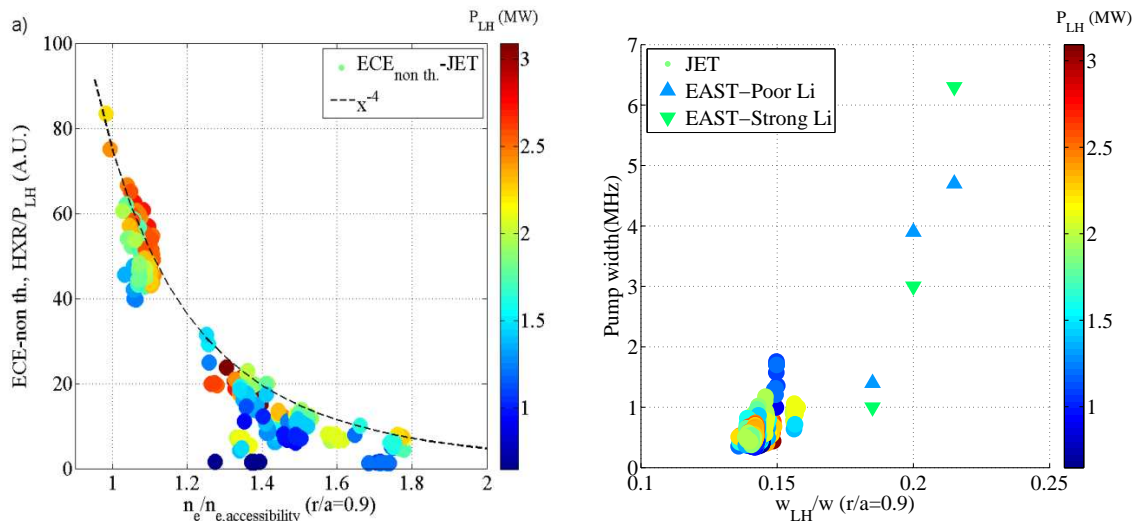 a)
P_LH (MW)
ECE_non th.-JET
x^-4
100
80
60
40
20
0
ECE-non th., HXR/P_LH (A.U.)
3
2.5
2
1.5
1
1
1.2
1.4
1.6
1.8
2
n_e/n_e,accessibility (r/a=0.9)
P_LH (MW)
JET
EAST−Poor Li
EAST−Strong Li
7
6
5
4
3
2
1
0
Pump width(MHz)
3
2.5
2
1.5
1
0.1
0.15
0.2
0.25
w_LH/w (r/a=0.9)